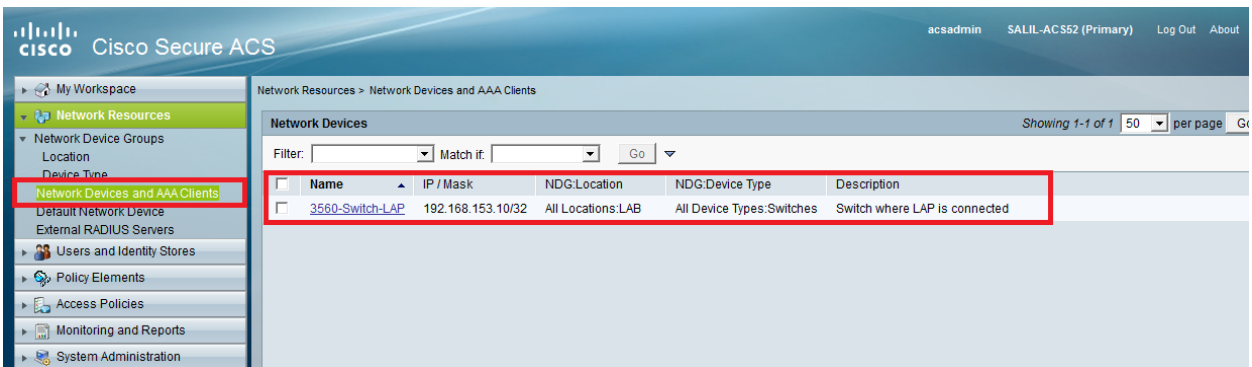 CISCO Cisco Secure ACS
acsadmin SALIL-ACS52 (Primary) Log Out About
My Workspace
Network Resources
Network Device Groups
Location
Device Type
Network Devices and AAA Clients
Default Network Device
External RADIUS Servers
Users and Identity Stores
Policy Elements
Access Policies
Monitoring and Reports
System Administration
Network Resources > Network Devices and AAA Clients
Network Devices Showing 1-1 of 1 50 per page Go
Filter: Match if: Go
Name IP / Mask NDG:Location NDG:Device Type Description
3560-Switch-LAP 192.168.153.10/32 All Locations:LAB All Device Types:Switches Switch where LAP is connected